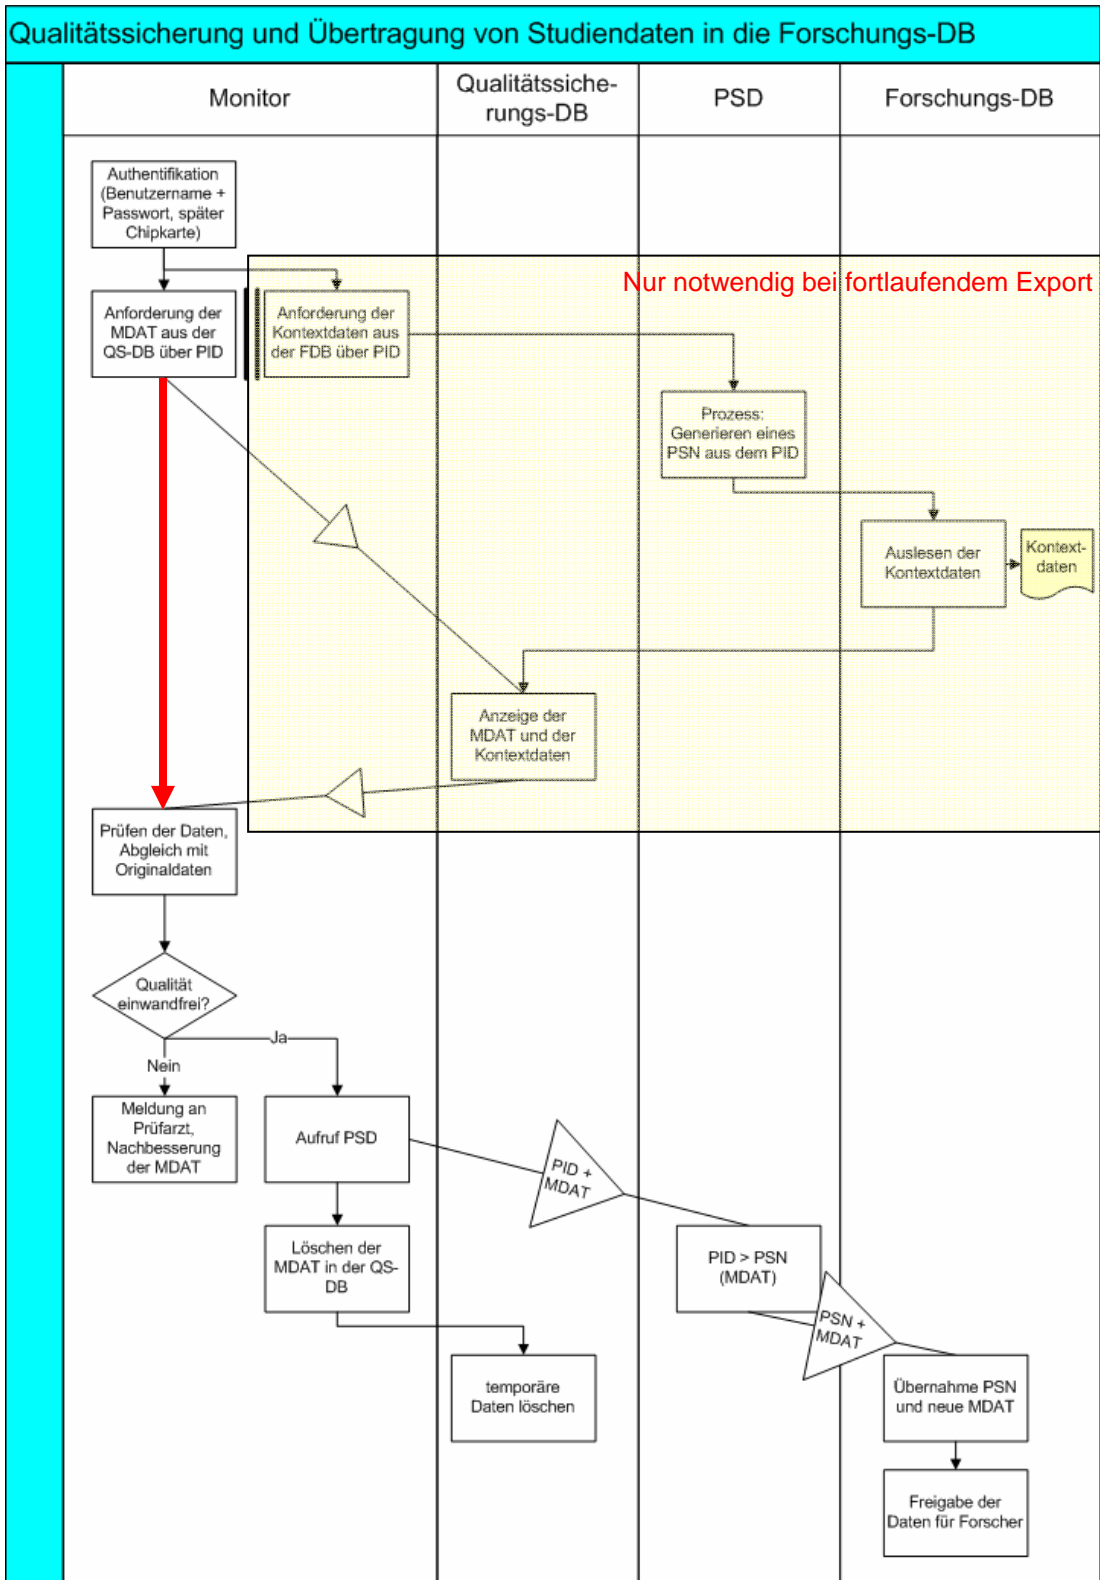 Qualitätssicherung und Übertragung von Studiendaten in die Forschungs-DB
Monitor
Qualitätssiche-
rungs-DB
PSD
Forschungs-DB
Authentifikation
(Benutzername +
Passwort, später
Chipkarte)
Nur notwendig bei fortlaufendem Export
Anforderung der
MDAT aus der
QS-DB über PID
Anforderung der
Kontextdaten aus
der FDB über PID
Prozess:
Generieren eines
PSN aus dem PID
Auslesen der
Kontextdaten
Kontext-
daten
Anzeige der
MDAT und der
Kontextdaten
Prüfen der Daten,
Abgleich mit
Originaldaten
Qualität
einwandfrei?
Ja
Nein
Meldung an
Prüfarzt,
Nachbesserung
der MDAT
Aufruf PSD
PID +
MDAT
Löschen der
MDAT in der QS-
DB
PID > PSN
(MDAT)
PSN +
MDAT
temporäre
Daten löschen
Übernahme PSN
und neue MDAT
Freigabe der
Daten für Forscher